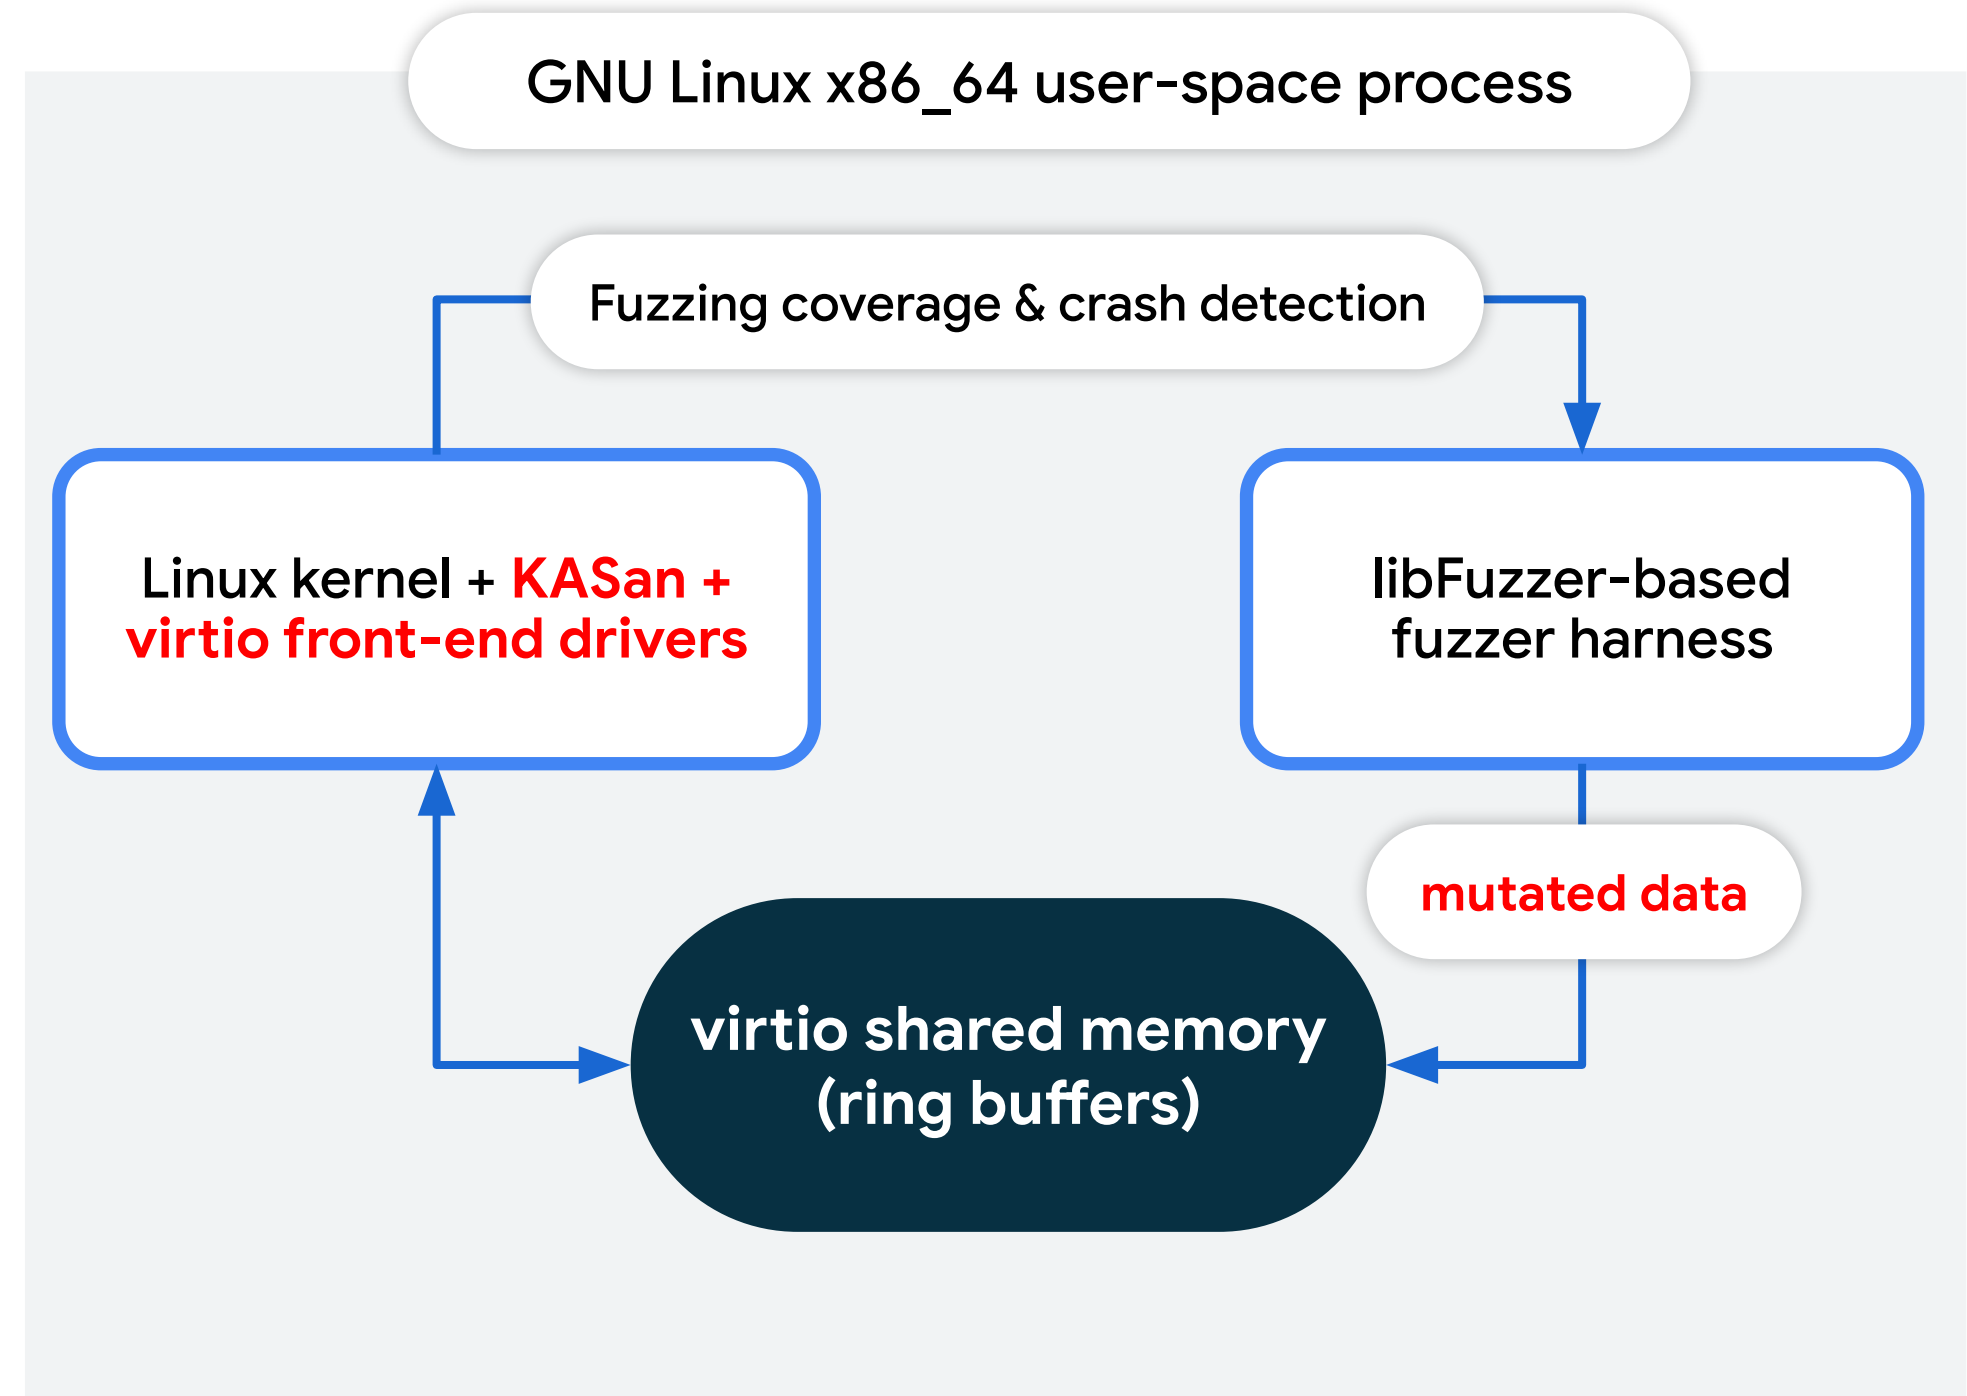 GNU Linux x86_64 user-space process
Fuzzing coverage & crash detection
Linux kernel + KASan +
virtio front-end drivers
libFuzzer-based
fuzzer harness
mutated data
virtio shared memory
(ring buffers)